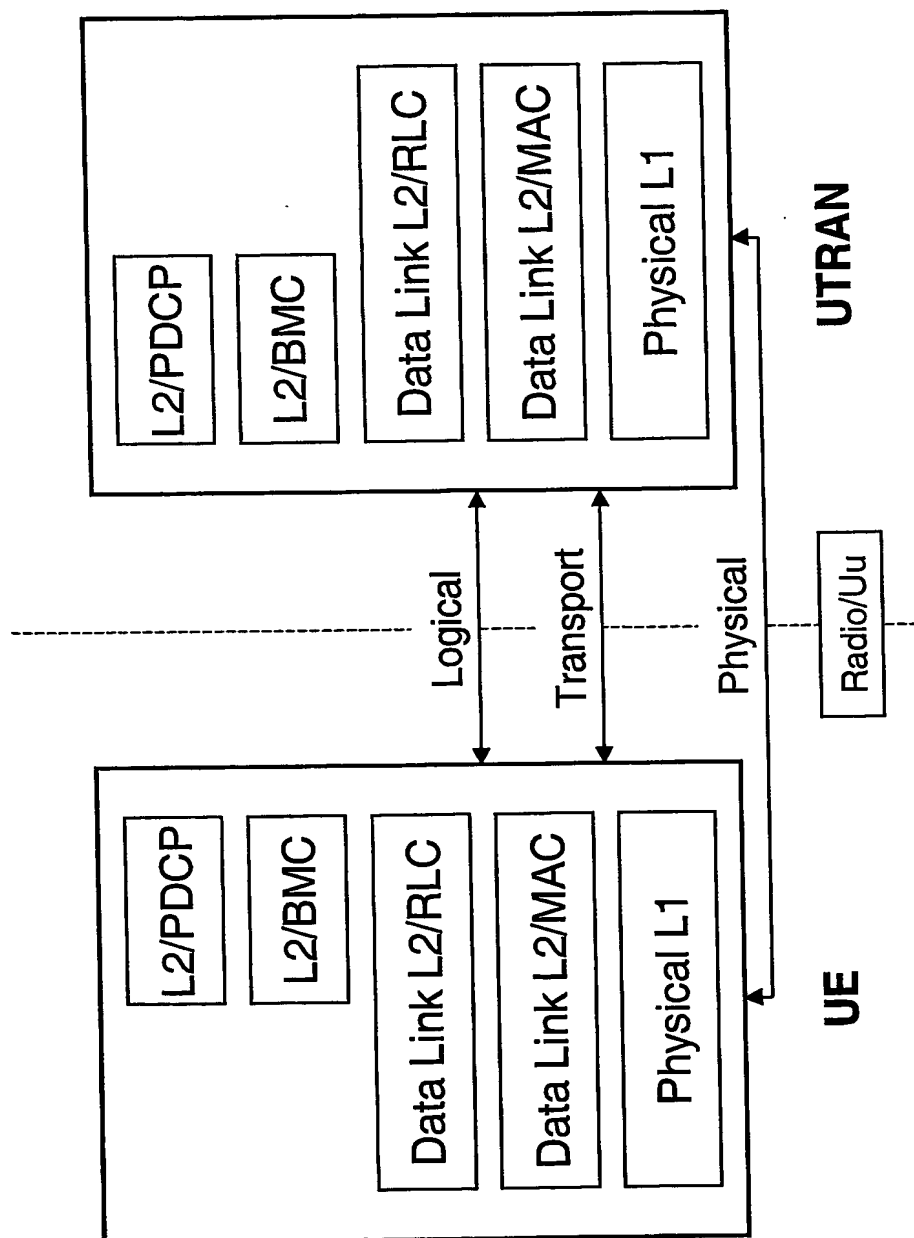 L2/PDCP
L2/BMC
Data Link L2/RLC
Data Link L2/MAC
Physical L1
UE
Logical
Transport
Physical
Radio/Uu
L2/PDCP
L2/BMC
Data Link L2/RLC
Data Link L2/MAC
Physical L1
UTRAN